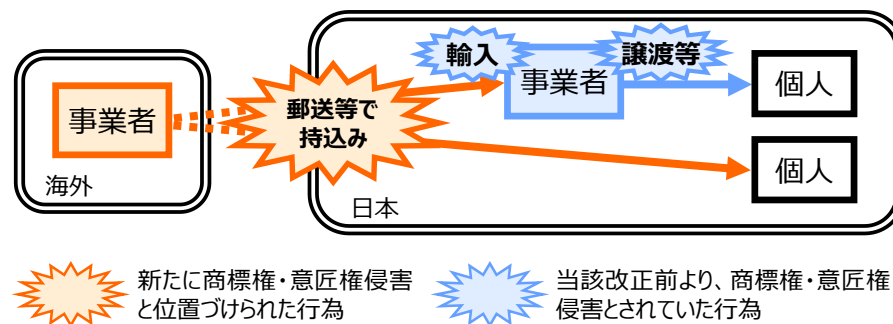 輸入
譲渡等
事業者
個人
事業者
郵送等で
持込み
個人
海外
日本
新たに商標権・意匠権侵害
と位置づけられた行為
当該改正前より、商標権・意匠権
侵害とされていた行為